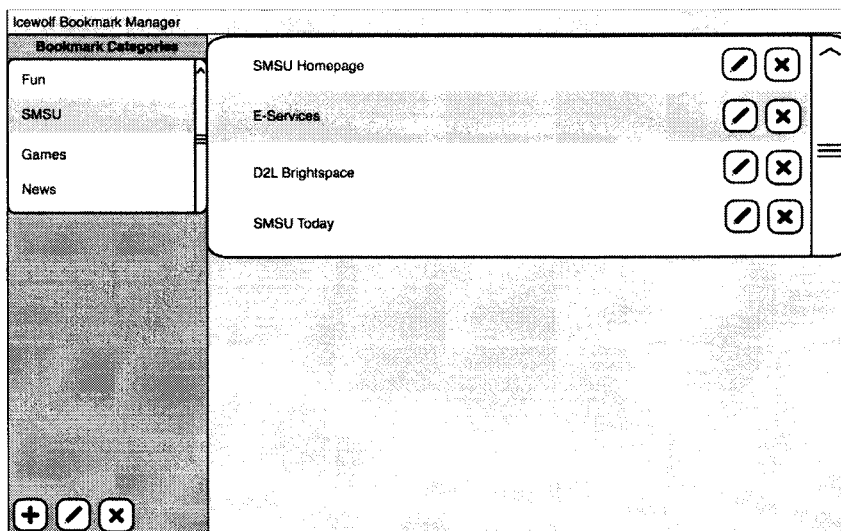 Icewolf Bookmark Manager
Bookmark Categories
Fun
SMSU
Games
News
SMSU Homepage
E-Services
D2L Brightspace
SMSU Today